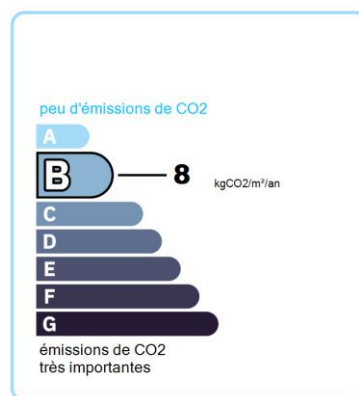 peu d'émissions de CO2
A
B 8 kgCO2/m²/an
C
D
E
F
G
émissions de CO2
très importantes